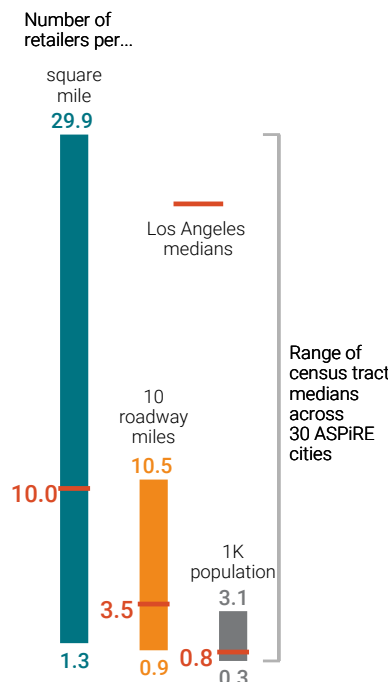 Number of
retailers per...
square
mile
29.9
Los Angeles
medians
Range of
census tract
medians
across
30 ASPiRE
cities
10
roadway
miles
10.5
10.0
1K
population
3.1
3.5
0.8
1.3
0.9
0.3